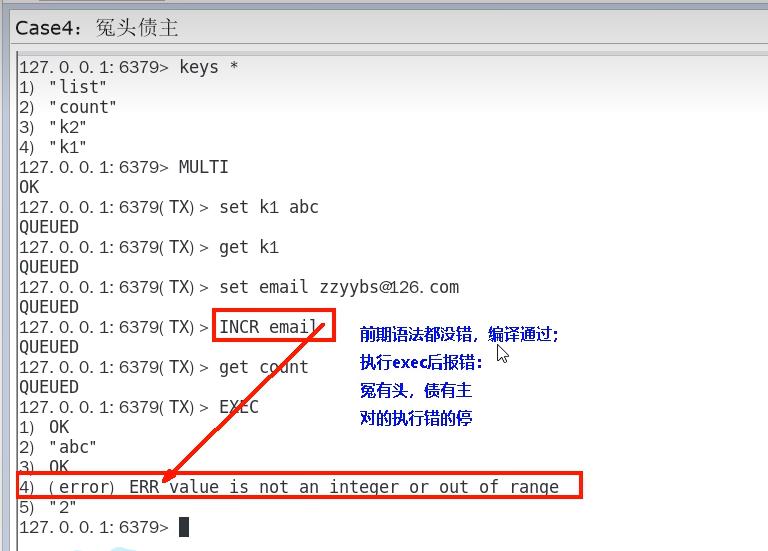 Case4：冤头债主
127.0.0.1:6379> keys *
1) "list"
2) "count"
3) "k2"
4) "k1"
127.0.0.1:6379> MULTI
OK
127.0.0.1:6379(TX)> set k1 abc
QUEUED
127.0.0.1:6379(TX)> get k1
QUEUED
127.0.0.1:6379(TX)> set email zzyybs@126.com
QUEUED
127.0.0.1:6379(TX)> INCR email
QUEUED
127.0.0.1:6379(TX)> get count
QUEUED
127.0.0.1:6379(TX)> EXEC
1) OK
2) "abc"
3) OK
4) (error) ERR value is not an integer or out of range
5) "2"
127.0.0.1:6379>
前期语法都没错，编译通过；
执行exec后报错：
冤有头，债有主
对的执行错的停